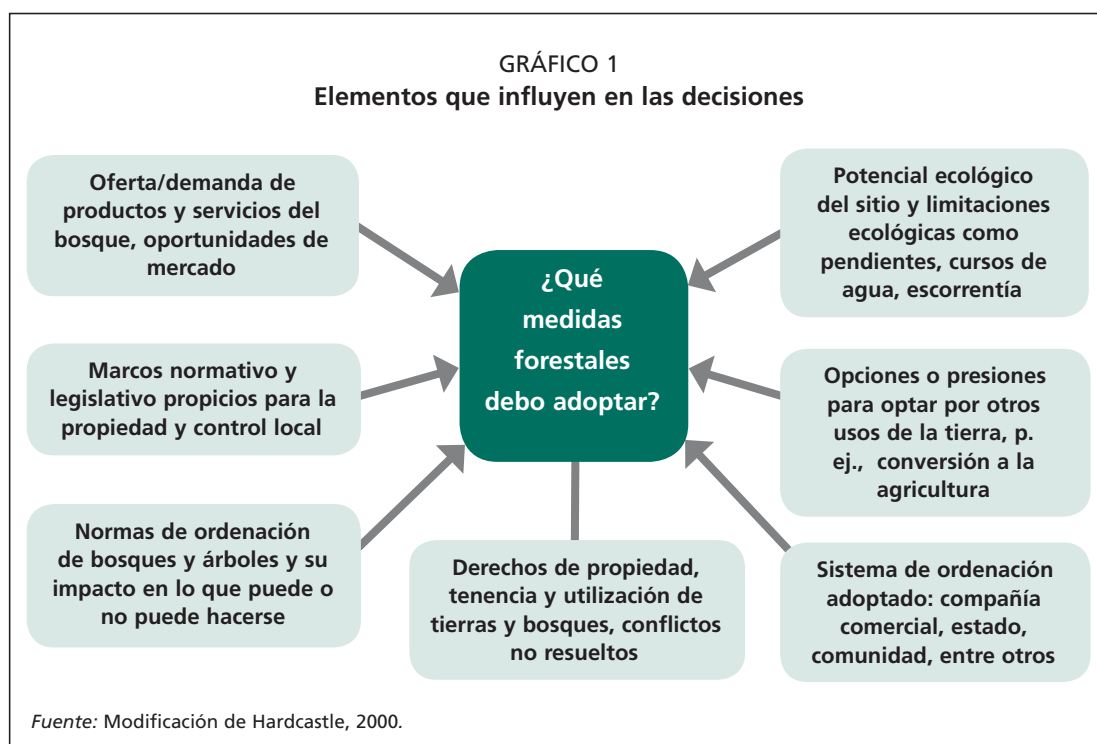 GRÁFICO 1
Elementos que influyen en las decisiones
Oferta/demanda de
productos y servicios del
bosque, oportunidades de
mercado
Marcos normativo y
legislativo propicios para la
propiedad y control local
Normas de ordenación
de bosques y árboles y su
impacto en lo que puede o
no puede hacerse
¿Qué
medidas
forestales
debo adoptar?
Derechos de propiedad,
tenencia y utilización de
tierras y bosques, conflictos
no resueltos
Potencial ecológico
del sitio y limitaciones
ecológicas como
pendientes, cursos de
agua, escorrentía
Opciones o presiones
para optar por otros
usos de la tierra, p.
ej., conversión a la
agricultura
Sistema de ordenación
adoptado: compañía
comercial, estado,
comunidad, entre otros
Fuente: Modificación de Hardcastle, 2000.